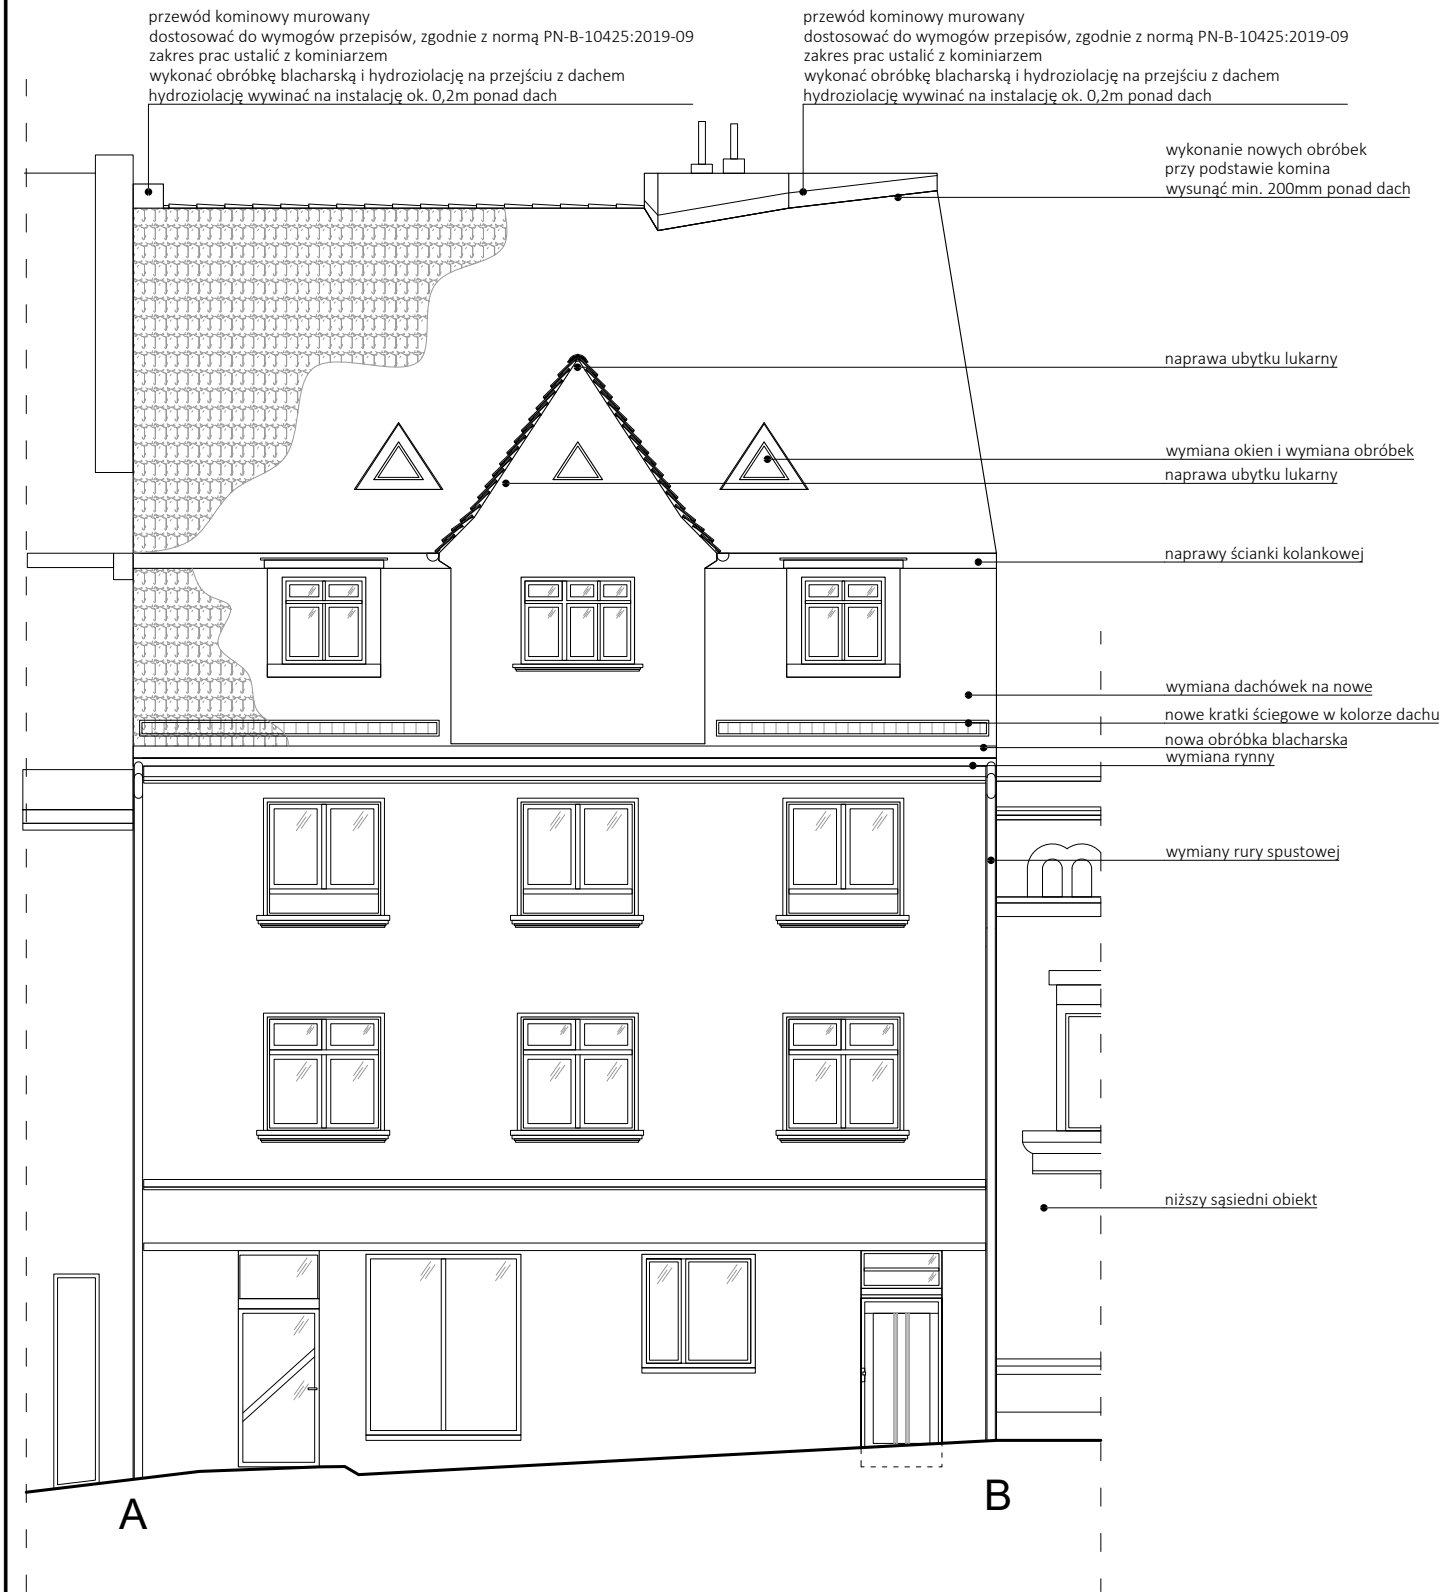 przewód kominowy murowany
dostosować do wymogów przepisów, zgodnie z normą PN-B-10425:2019-09
zakres prac ustalić z kominiarzem
wykonać obróbkę blacharską i hydroziolację na przejściu z dachem
hydroziolację wywinać na instalację ok. 0,2m ponad dach
przewód kominowy murowany
dostosować do wymogów przepisów, zgodnie z normą PN-B-10425:2019-09
zakres prac ustalić z kominiarzem
wykonać obróbkę blacharską i hydroziolację na przejściu z dachem
hydroziolację wywinać na instalację ok. 0,2m ponad dach
wykonanie nowych obróbek
przy podstawie komina
wysunąć min. 200mm ponad dach
naprawa ubytku lukarny
wymiana okien i wymiana obróbek
naprawa ubytku lukarny
naprawy ścianki kolankowej
wymiana dachówek na nowe
nowe kratki ściegowe w kolorze dachu
nowa obróbka blacharska
wymiana rynny
wymiany rury spustowej
niższy sąsiedni obiekt
A
B